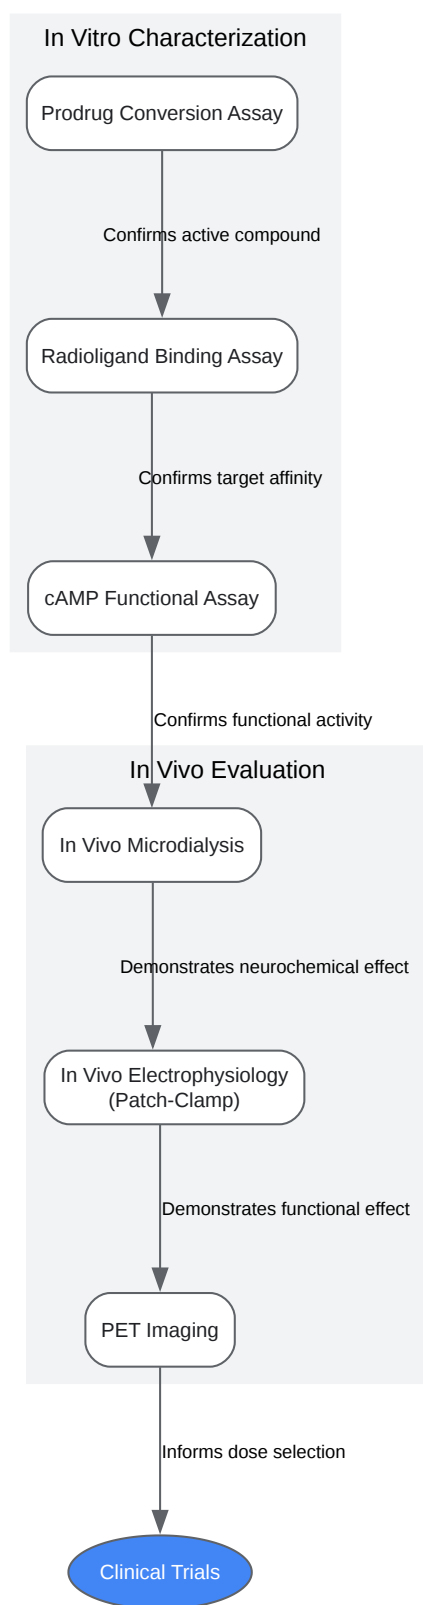 In Vitro Characterization
Prodrug Conversion Assay
Confirms active compound
Radioligand Binding Assay
Confirms target affinity
cAMP Functional Assay
Confirms functional activity
In Vivo Evaluation
In Vivo Microdialysis
Demonstrates neurochemical effect
In Vivo Electrophysiology
(Patch-Clamp)
Demonstrates functional effect
PET Imaging
Informs dose selection
Clinical Trials